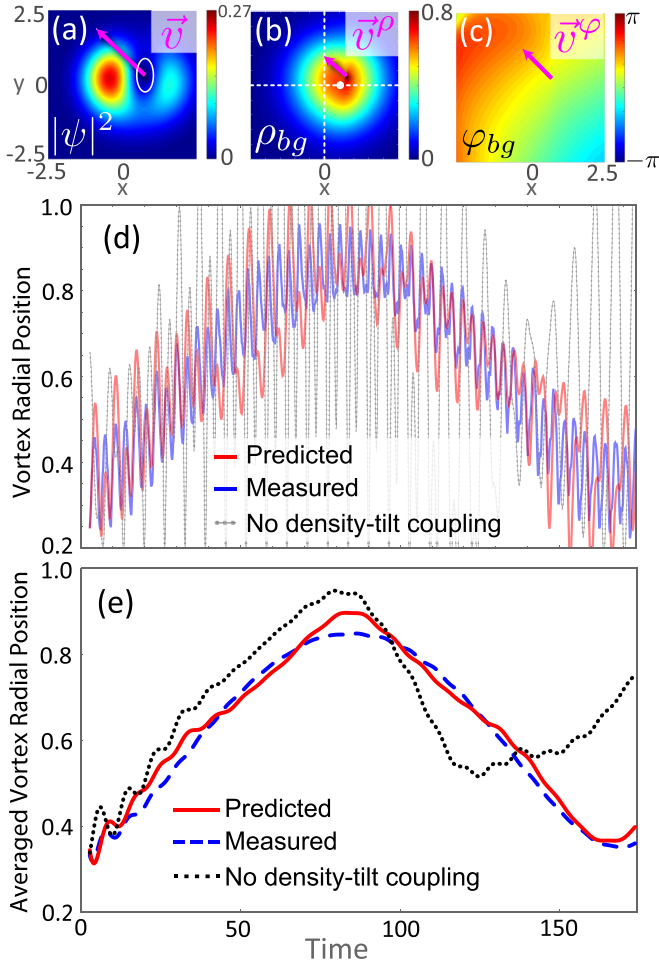 2.5 (a) v⃗ 0.27 (b) v⃗ρ 0.8 (c) v⃗φ π
y 0
|ψ|² ρbg φbg
-2.5 0 0 −π
-2.5 0 0 0 2.5
x x x
1.0
(d)
0.8
Vortex Radial Position
0.6
0.4
Predicted
Measured
No density-tilt coupling
0.2
1.0
(e)
0.8
Averaged Vortex Radial Position
0.6
0.4
Predicted
Measured
No density-tilt coupling
0.2
0 50 100 150
Time